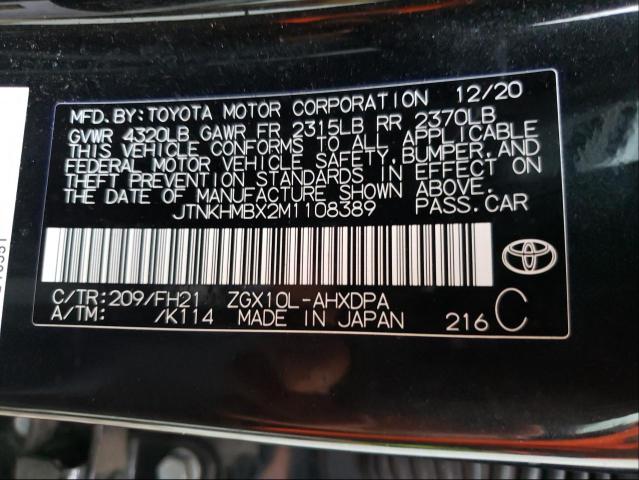 MFD. BY: TOYOTA MOTOR CORPORATION 12/20
GVWR 4320LB GAWR FR 2315LB RR 2370LB
THIS VEHICLE CONFORMS TO ALL APPLICABLE
FEDERAL MOTOR VEHICLE SAFETY, BUMPER, AND
THEFT PREVENTION STANDARDS IN EFFECT ON
THE DATE OF MANUFACTURE SHOWN ABOVE.
JTNKHMBX2M1108389 PASS. CAR
C/TR: 209/FH21 ZGX10L-AHXDPA
A/TM: /K114 MADE IN JAPAN 216 C